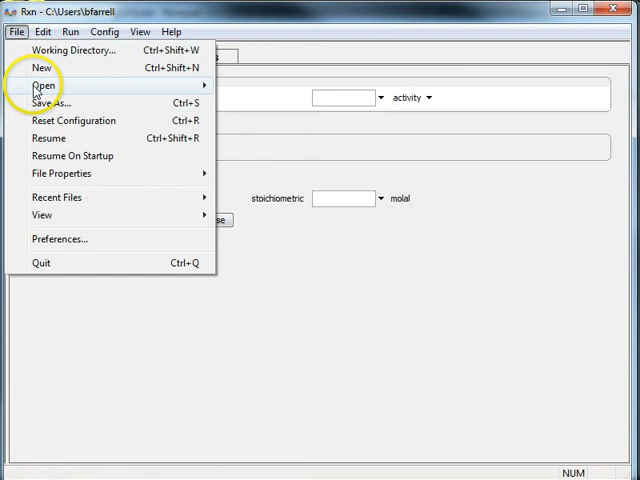 Rxn - C:\Users\bfarrell
File Edit Run Config View Help
Working Directory... Ctrl+Shift+W
New Ctrl+Shift+N
Open
Save As... Ctrl+S
Reset Configuration Ctrl+R
Resume Ctrl+Shift+R
Resume On Startup
File Properties
Recent Files
View
Preferences...
Quit Ctrl+Q
activity
stoichiometric molal
NUM